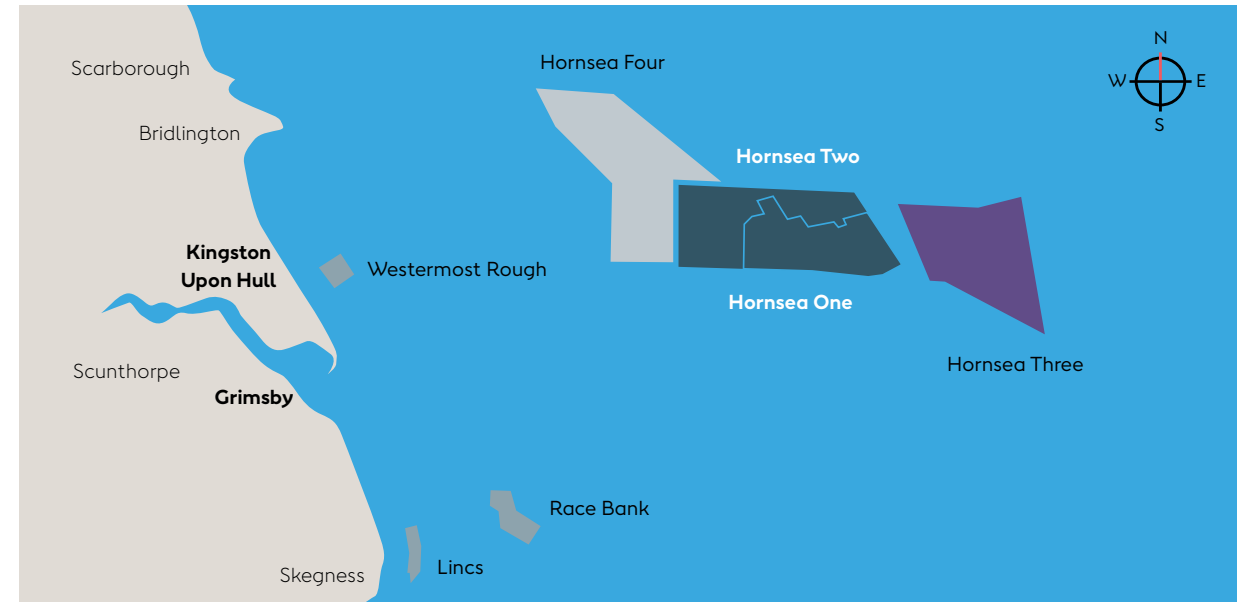 Scarborough
Bridlington
Kingston
Upon Hull
Scunthorpe
Grimsby
Skegness
Hornsea Four
Hornsea Two
Westermost Rough
Hornsea One
Hornsea Three
Race Bank
Lincs
N
W
E
S